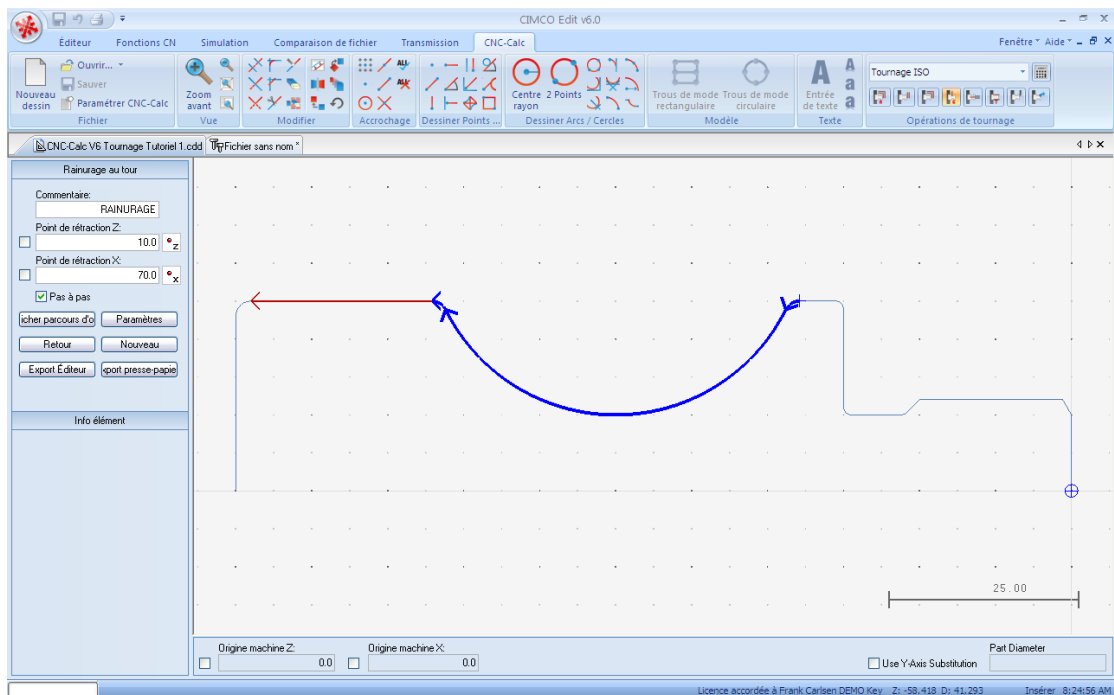 CIMCO Edit v6.0
Éditeur Fonctions CN Simulation Comparaison de fichier Transmission CNC-Calc Fenêtre Aide
Nouveau dessin
Ouvrir...
Sauver
Paramétrer CNC-Calc
Fichier
Zoom avant
Vue
Modifier
Accrochage
Dessiner Points ...
Centre rayon
2 Points
Dessiner Arcs / Cercles
Trous de mode rectangulaire
Trous de mode circulaire
Modèle
Entrée de texte
Texte
Tournage ISO
Opérations de tournage
CNC-Calc V6 Tournage Tutoriel 1.cdd Fichier sans nom *
Rainurage au tour
Commentaire:
RAINURAGE
Point de rétraction Z:
10.0
Point de rétraction X:
70.0
Pas à pas
icher parcours d'o Paramètres
Retour Nouveau
Export Éditeur xport presse-papie
Info élément
25.00
Origine machine Z: Origine machine X: Part Diameter
0.0 0.0 Use Y-Axis Substitution
Licence accordée à Frank Carlsen DEMO Key Z: -58.418 D: 41.293 Insérer 8:24:56 AM